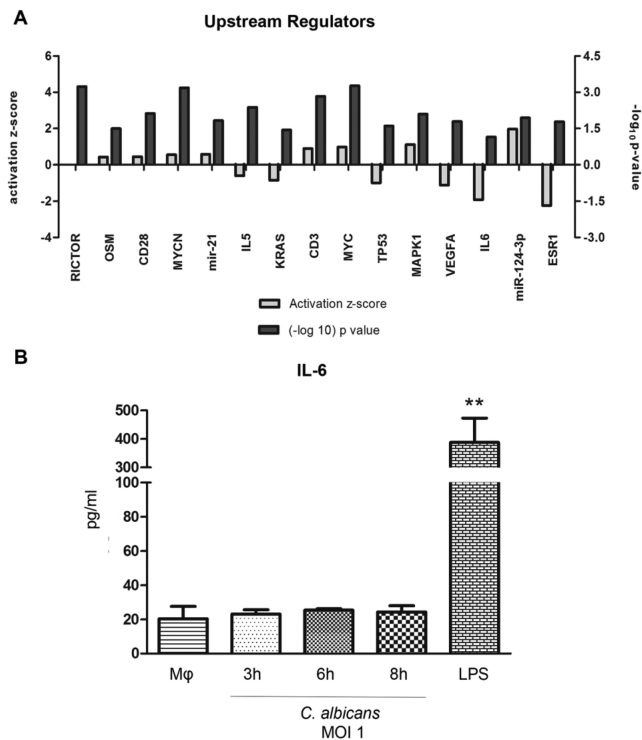 A
Upstream Regulators
activation z-score
6
4
2
0
-2
-4
4.5
3.0
1.5
0.0
-1.5
-3.0
-log10 p-value
RICTOR
OSM
CD28
MYCN
mir-21
IL5
KRAS
CD3
MYC
TP53
MAPK1
VEGFA
IL6
miR-124-3p
ESR1
Activation z-score
(-log 10) p value
B
IL-6
pg/ml
500
400
300
100
80
60
40
20
0
**
Mφ
3h
6h
8h
LPS
C. albicans
MOI 1